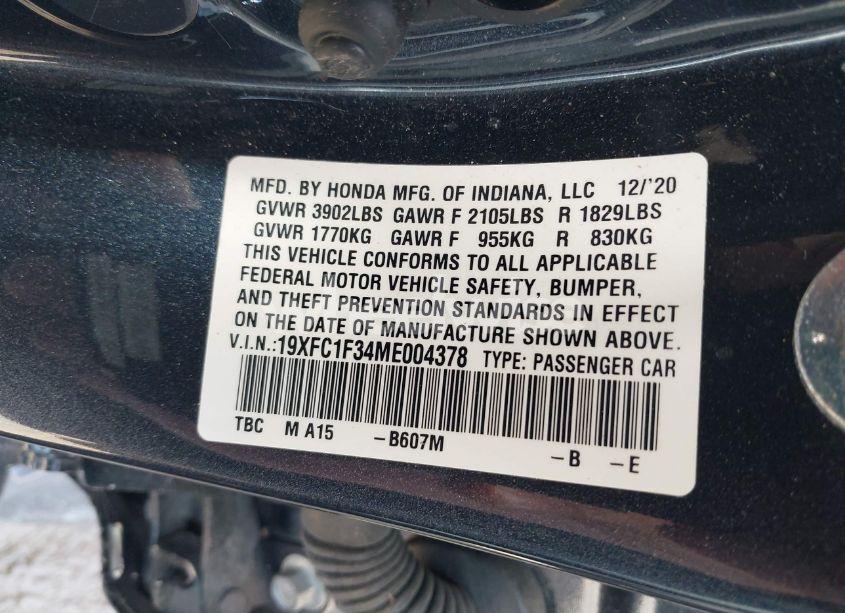 MFD. BY HONDA MFG. OF INDIANA, LLC 12/'20
GVWR 3902LBS GAWR F 2105LBS R 1829LBS
GVWR 1770KG GAWR F 955KG R 830KG
THIS VEHICLE CONFORMS TO ALL APPLICABLE
FEDERAL MOTOR VEHICLE SAFETY, BUMPER,
AND THEFT PREVENTION STANDARDS IN EFFECT
ON THE DATE OF MANUFACTURE SHOWN ABOVE.
V.I.N.:19XFC1F34ME004378 TYPE: PASSENGER CAR
TBC M A15 -B607M
-B -E